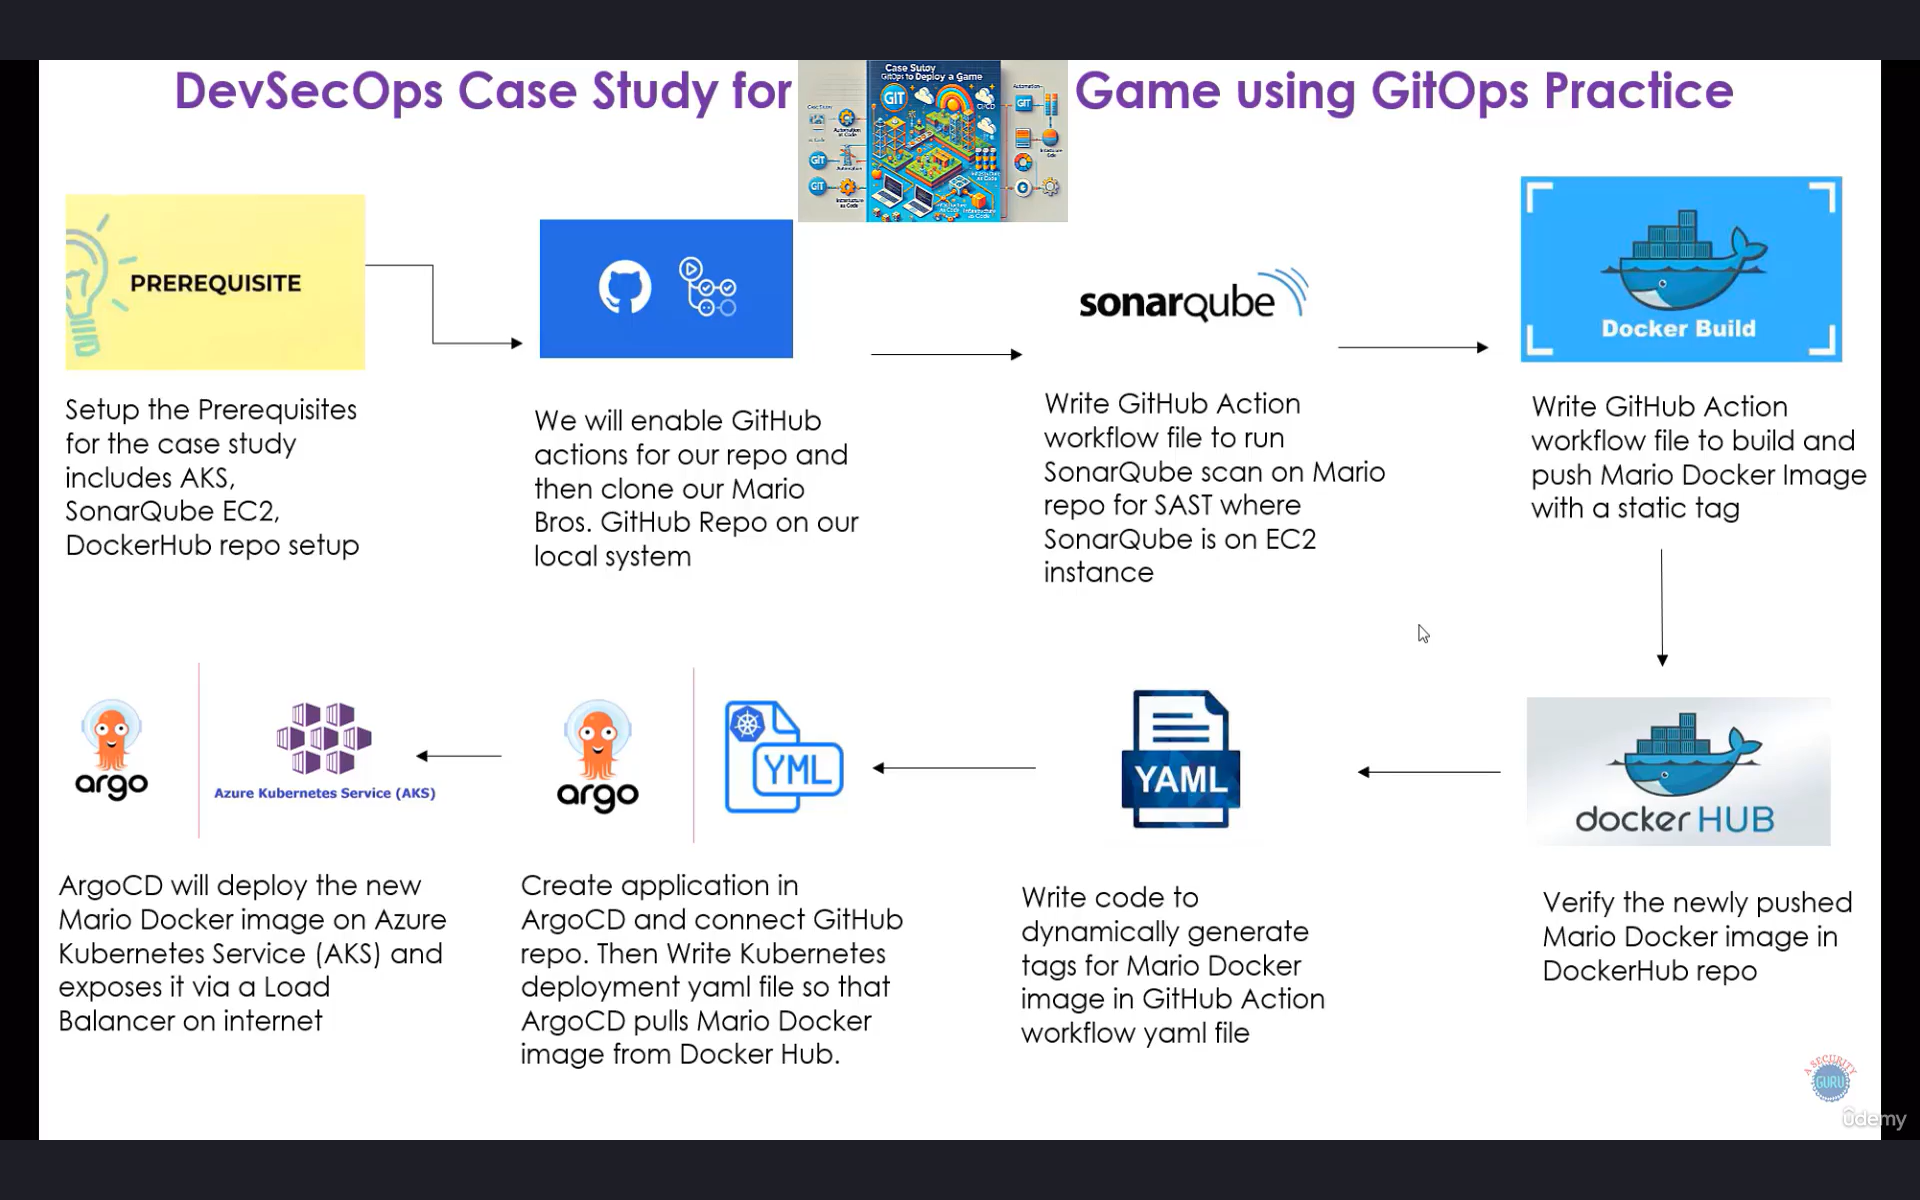 DevSecOps Case Study for Game using GitOps Practice
Case Sutoy
GitOps to Deploy a Game
GIT
GIT
GIT
GIT
PREREQUISITE
Setup the Prerequisites
for the case study
includes AKS,
SonarQube EC2,
DockerHub repo setup
We will enable GitHub
actions for our repo and
then clone our Mario
Bros. GitHub Repo on our
local system
sonarqube
Write GitHub Action
workflow file to run
SonarQube scan on Mario
repo for SAST where
SonarQube is on EC2
instance
Docker Build
Write GitHub Action
workflow file to build and
push Mario Docker Image
with a static tag
docker HUB
Verify the newly pushed
Mario Docker image in
DockerHub repo
YAML
Write code to
dynamically generate
tags for Mario Docker
image in GitHub Action
workflow yaml file
argo
YML
Create application in
ArgoCD and connect GitHub
repo. Then Write Kubernetes
deployment yaml file so that
ArgoCD pulls Mario Docker
image from Docker Hub.
argo
Azure Kubernetes Service (AKS)
ArgoCD will deploy the new
Mario Docker image on Azure
Kubernetes Service (AKS) and
exposes it via a Load
Balancer on internet
A SECURITY
GURU
ûdemy